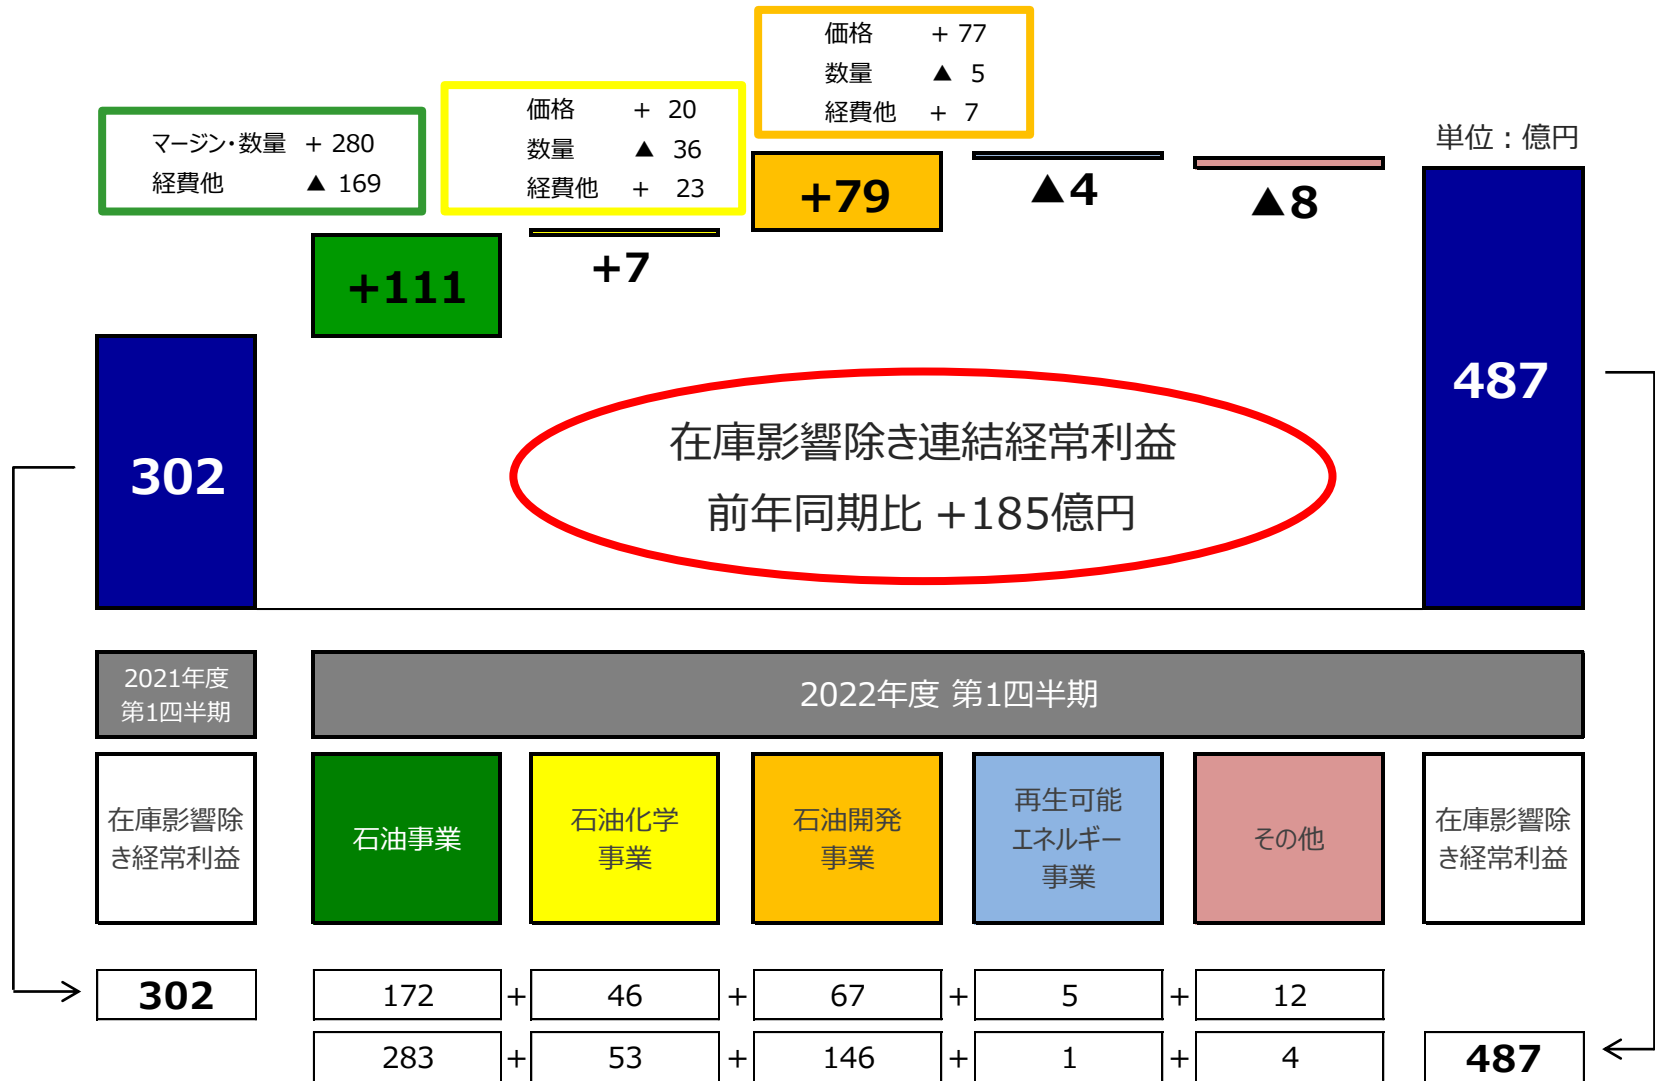 価格 + 77
数量 ▲ 5
経費他 + 7
価格 + 20
数量 ▲ 36
経費他 + 23
マージン・数量 + 280
経費他 ▲ 169
単位：億円
+111
+7
+79
▲4
▲8
302
487
在庫影響除き連結経常利益
前年同期比 +185億円
2021年度
第1四半期
2022年度 第1四半期
在庫影響除
き経常利益
石油事業
石油化学
事業
石油開発
事業
再生可能
エネルギー
事業
その他
在庫影響除
き経常利益
302 172 + 46 + 67 + 5 + 12
283 + 53 + 146 + 1 + 4 487